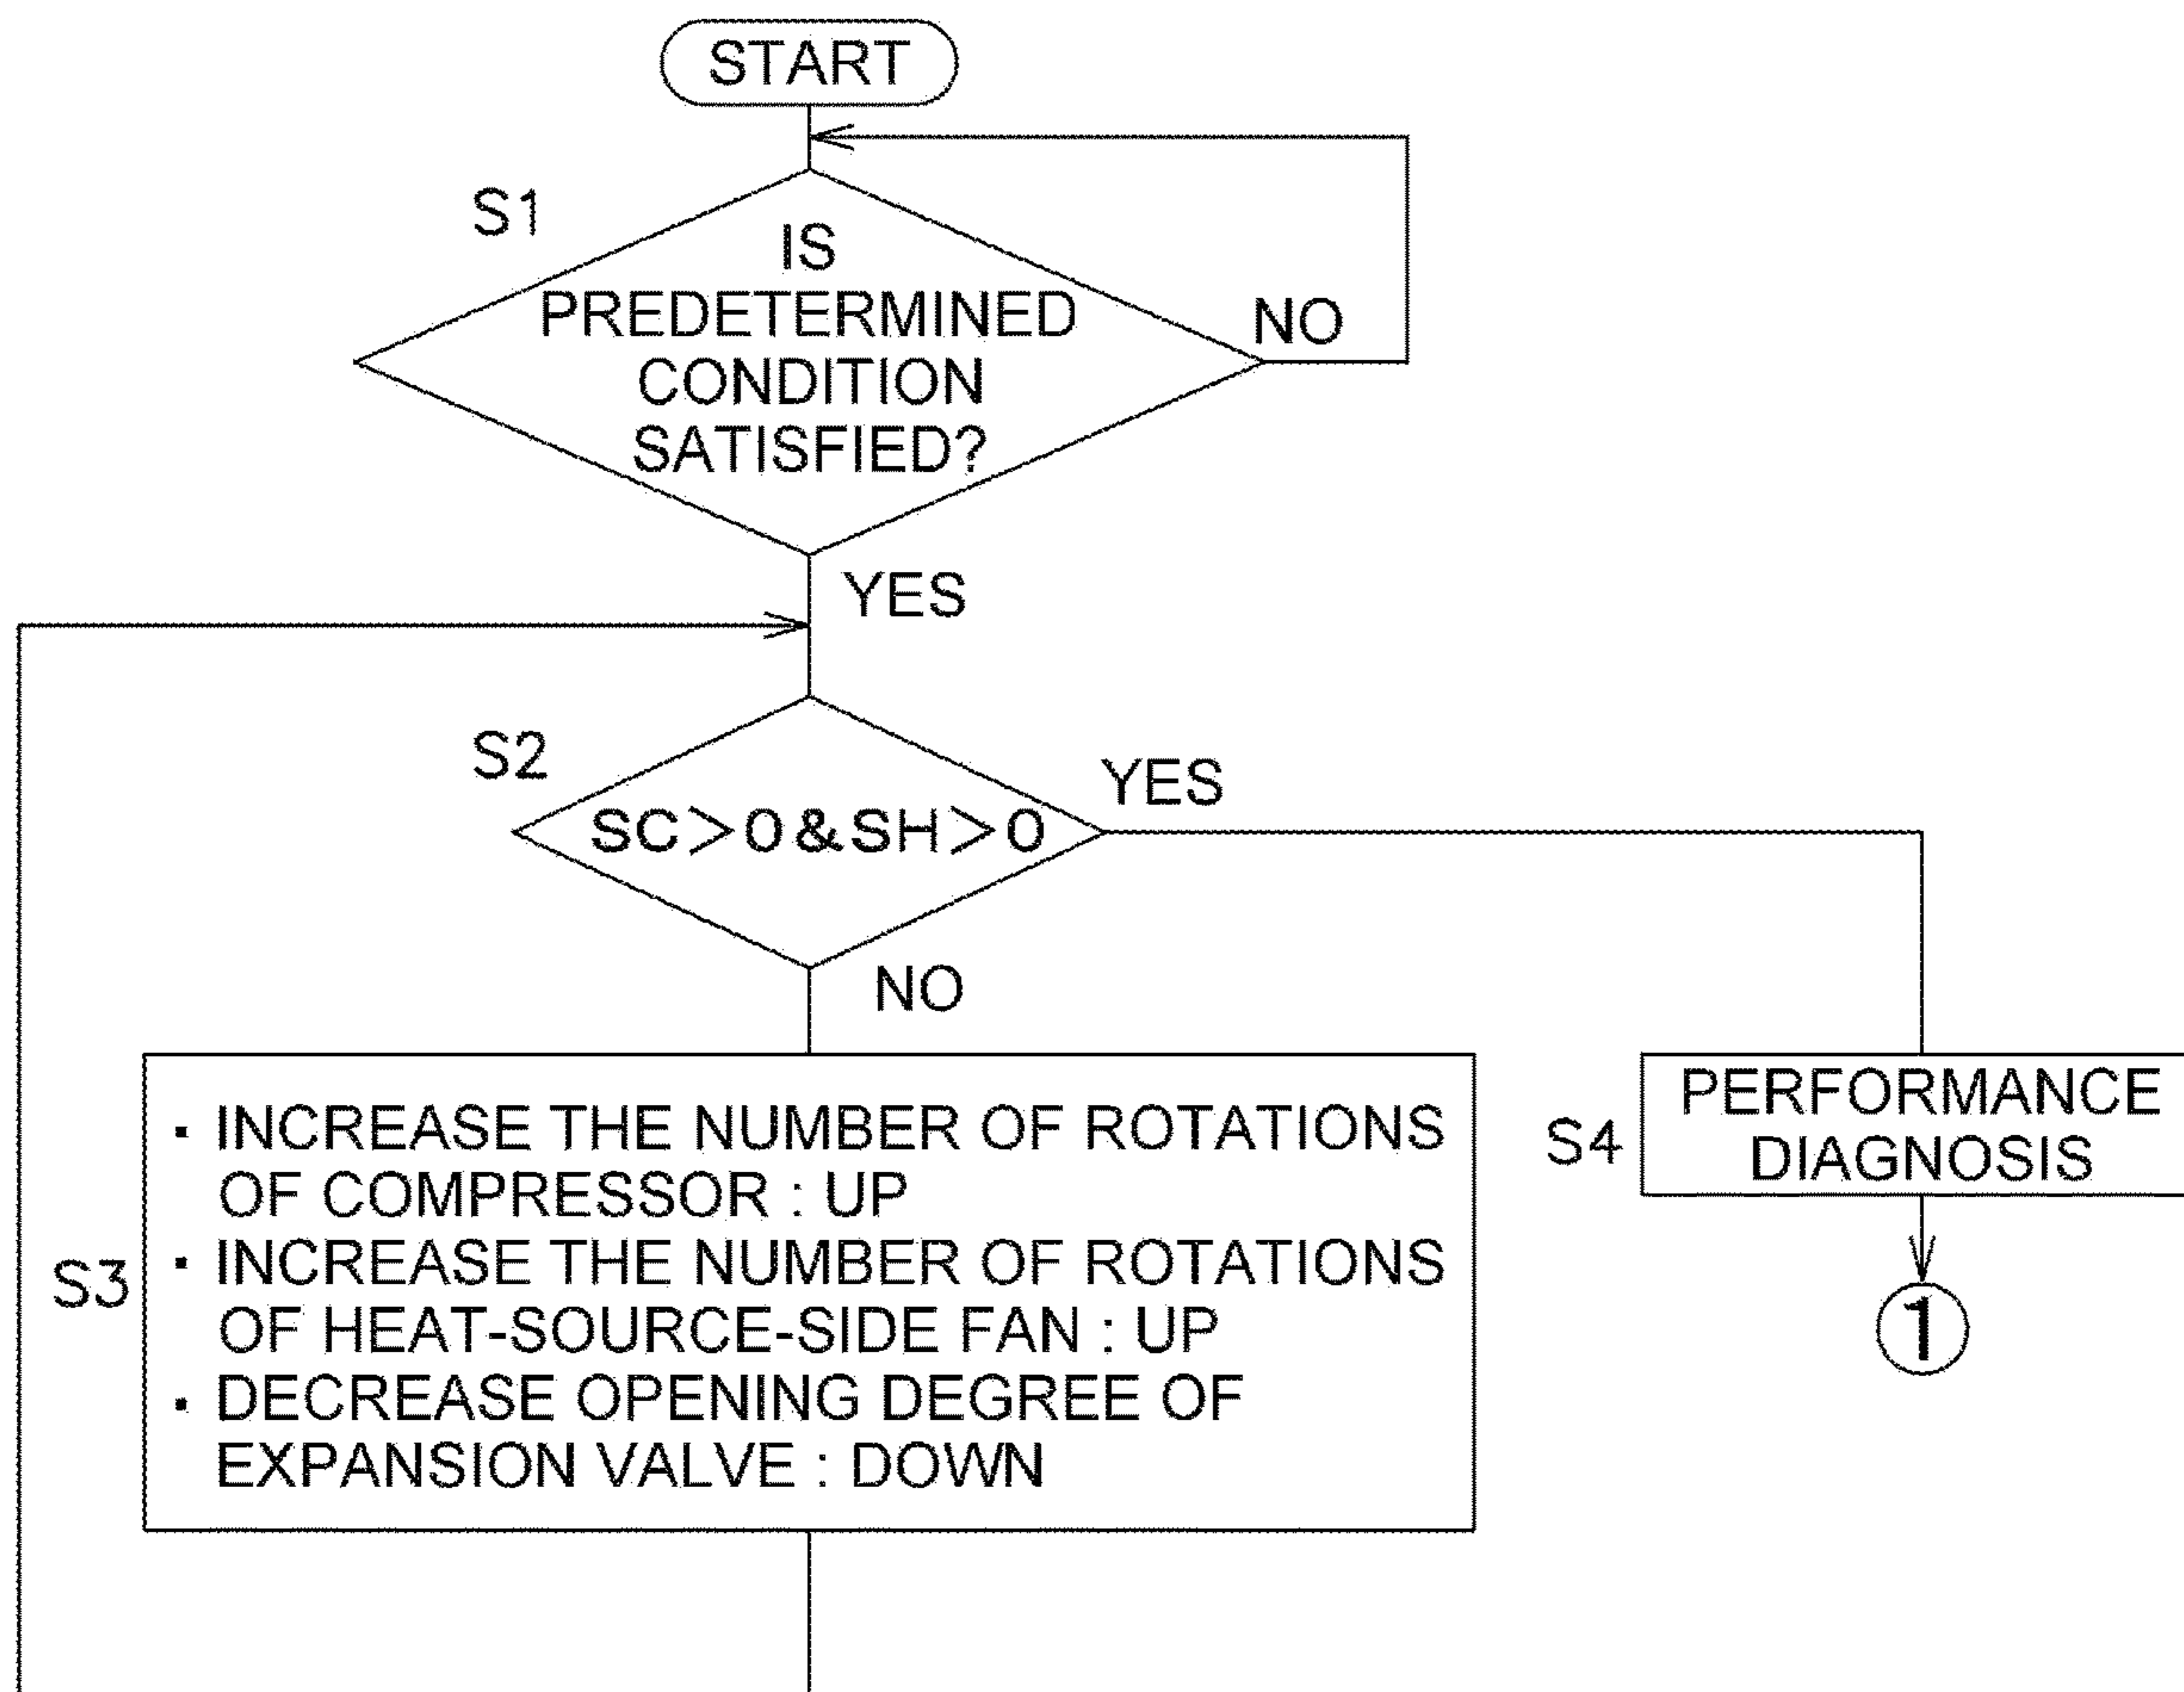 START
S1
IS
PREDETERMINED
CONDITION
SATISFIED?
NO
YES
S2
SC>0&SH>0
YES
NO
S3
· INCREASE THE NUMBER OF ROTATIONS
OF COMPRESSOR : UP
· INCREASE THE NUMBER OF ROTATIONS
OF HEAT-SOURCE-SIDE FAN : UP
· DECREASE OPENING DEGREE OF
EXPANSION VALVE : DOWN
S4
PERFORMANCE
DIAGNOSIS
1